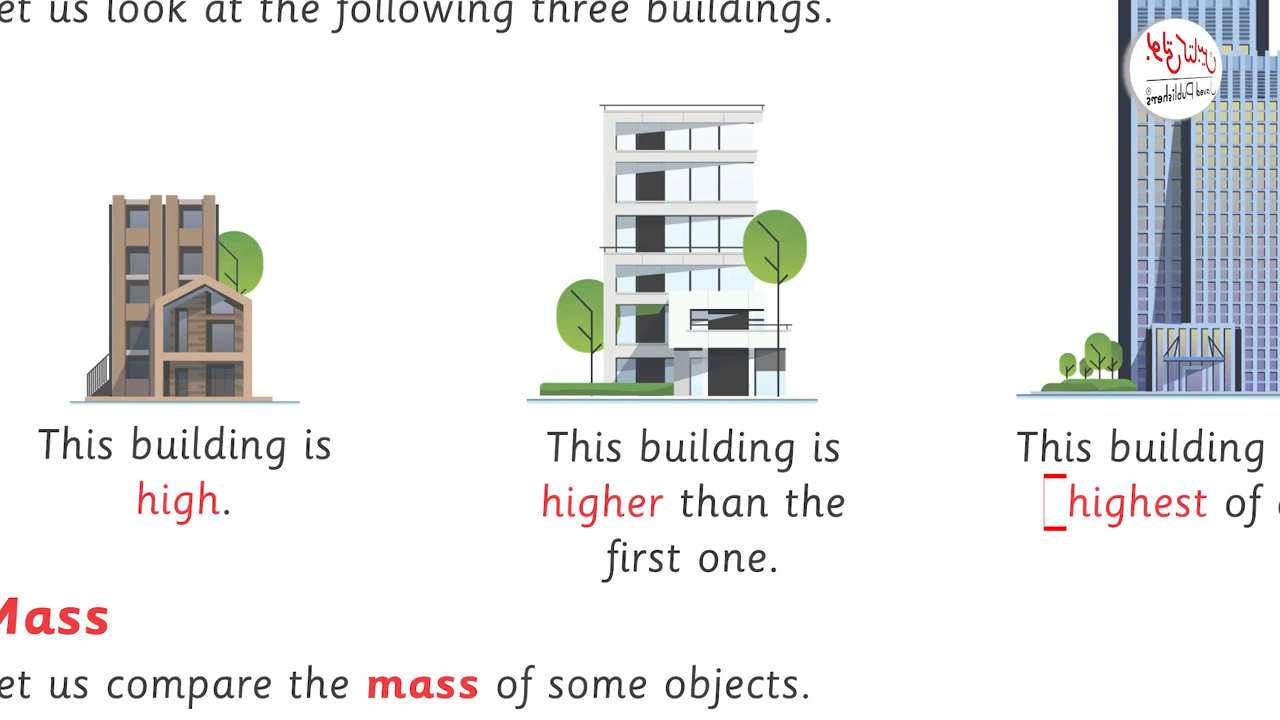 et us look at the following three buildings.
This building is
high.
This building is
higher than the
first one.
This building
highest of
Mass
et us compare the mass of some objects.